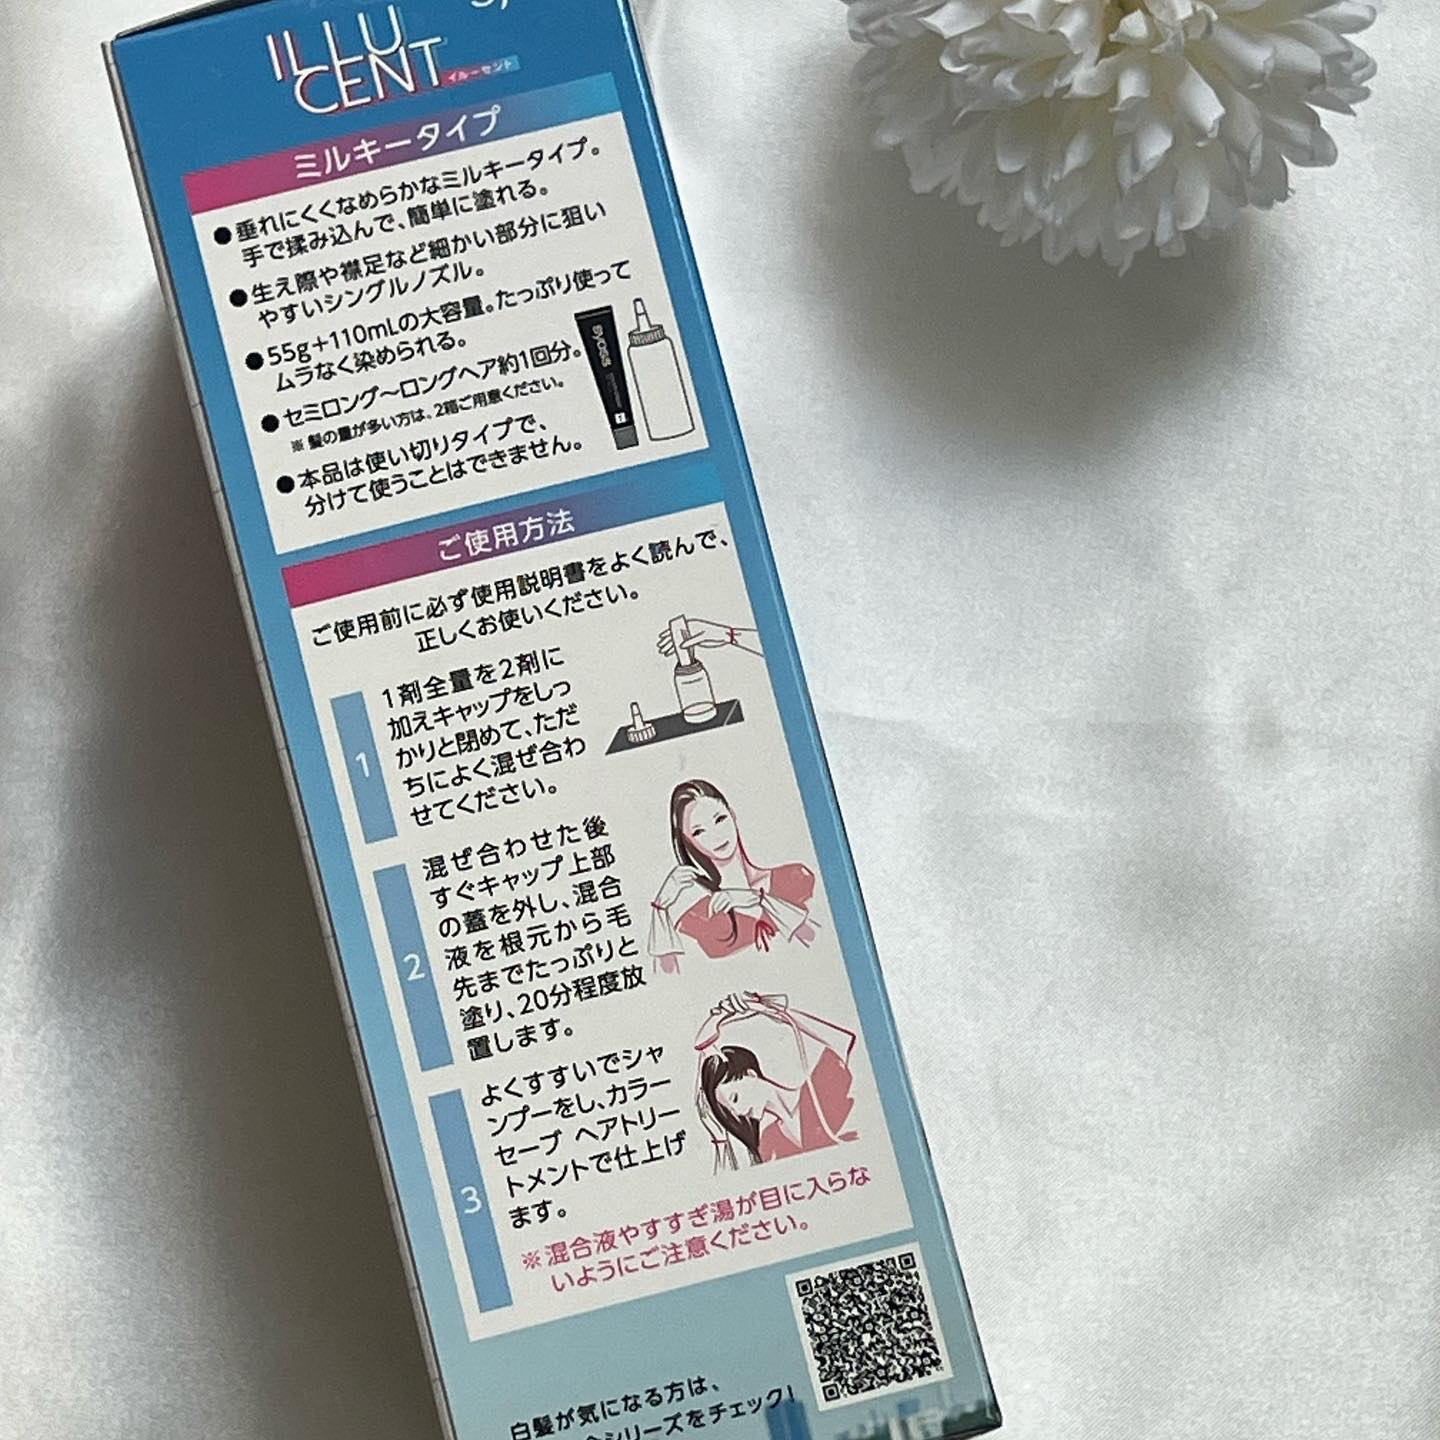 ILLU
CENT
イルーセント
ミルキータイプ
●垂れにくくなめらかなミルキータイプ。
手で揉み込んで、簡単に塗れる。
●生え際や襟足など細かい部分に狙い
やすいシングルノズル。
●55g+110mLの大容量。たっぷり使って
ムラなく染められる。
●セミロング～ロングヘア約1回分。
※髪の量が多い方は、2箱ご用意ください。
●本品は使い切りタイプで、
分けて使うことはできません。
syoss
1
ご使用方法
ご使用前に必ず使用説明書をよく読んで、
正しくお使いください。
1
1剤全量を2剤に
加えキャップをしっ
かりと閉めて、ただ
ちによく混ぜ合わ
せてください。
2
混ぜ合わせた後
すぐキャップ上部
の蓋を外し、混合
液を根元から毛
先までたっぷりと
塗り、20分程度放
置します。
3
よくすすいでシャ
ンプーをし、カラー
セーブ ヘアトリー
トメントで仕上げ
ます。
※混合液やすすぎ湯が目に入らな
いようにご注意ください。
白髪が気になる方は、
シリーズをチェック!